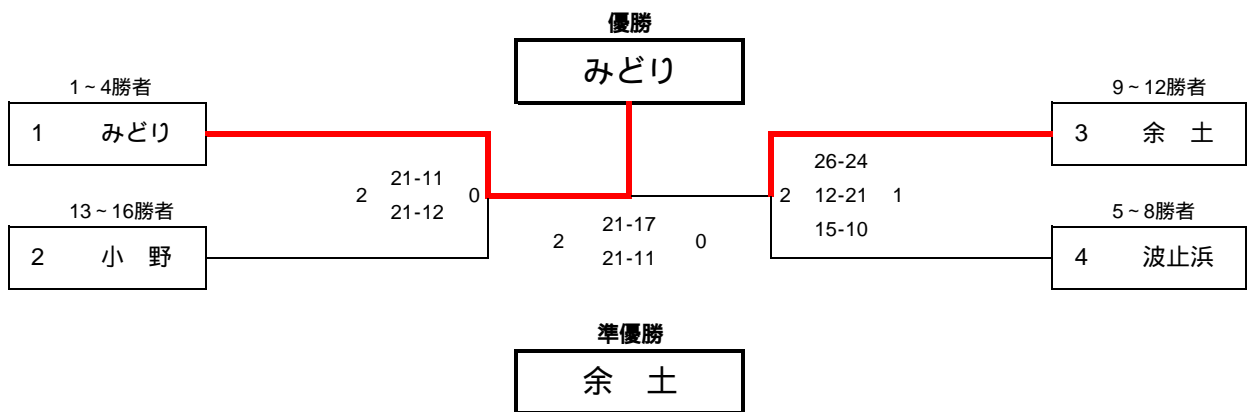 優勝
みどり
1~4勝者
1 みどり
9~12勝者
3 余 土
2 21-11 0
21-12
26-24
2 12-21 1
15-10
13~16勝者
2 小 野
5~8勝者
4 波止浜
2 21-17 0
21-11
準優勝
余 土